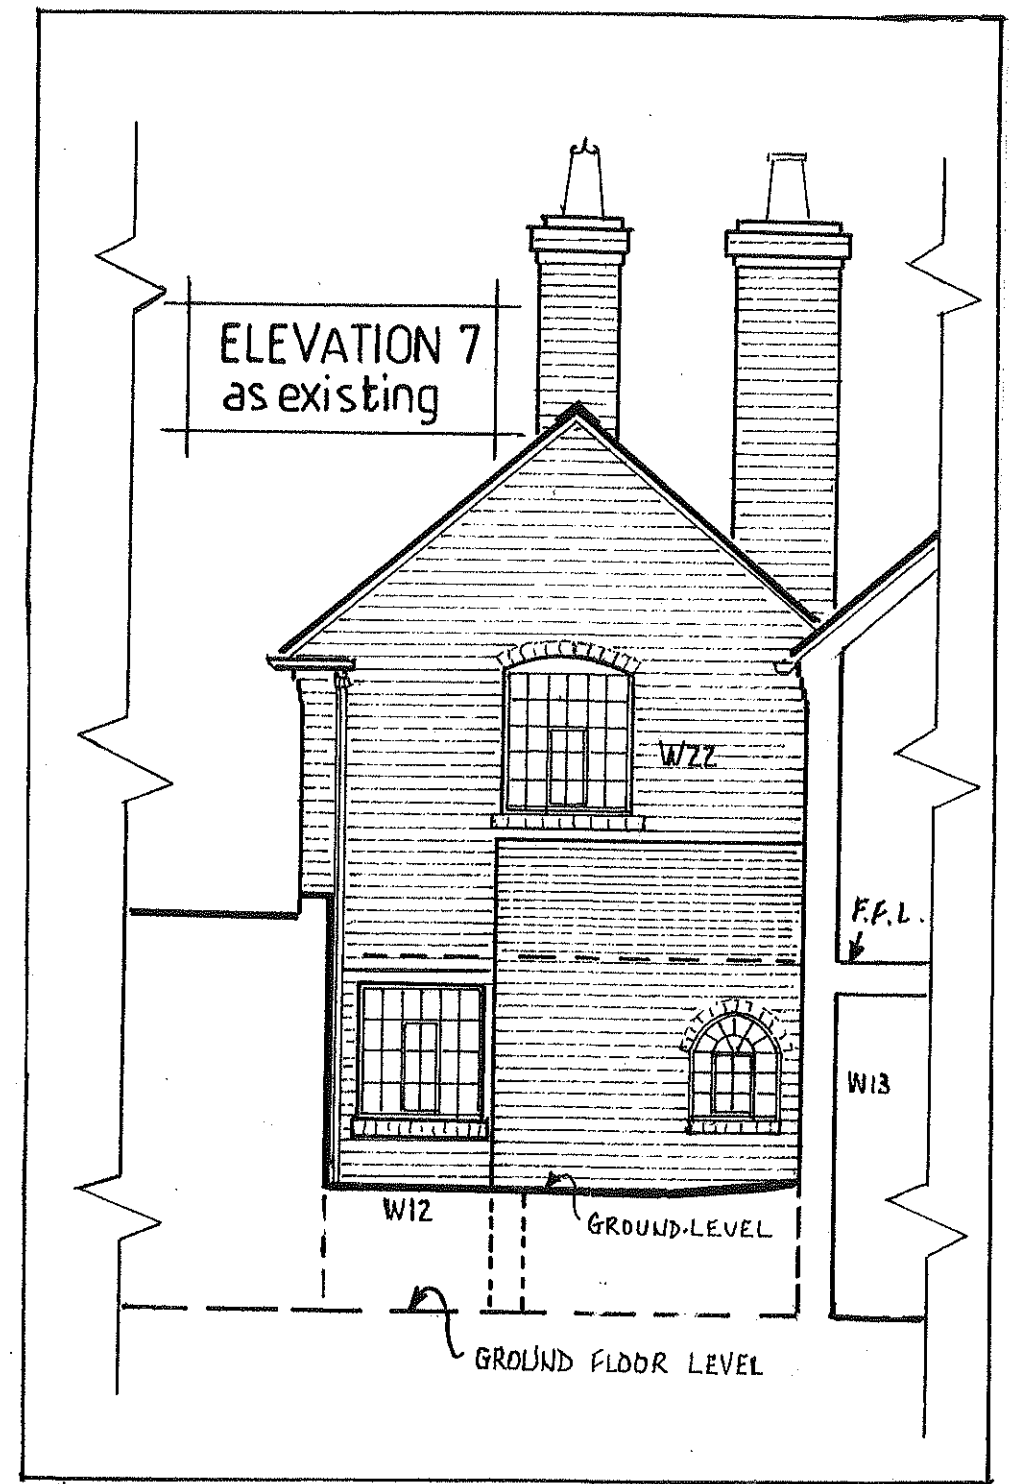 ELEVATION 7
as existing
W22
F.F.L.
W13
W12
GROUND LEVEL
GROUND FLOOR LEVEL